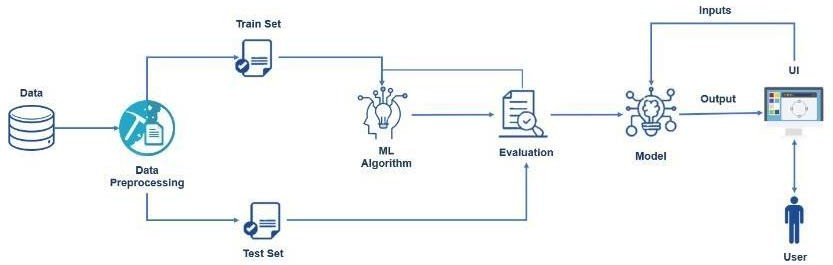 Inputs
Train Set
UI
Data
Output
ML
Algorithm
Evaluation
Model
Data
Preprocessing
Test Set
User